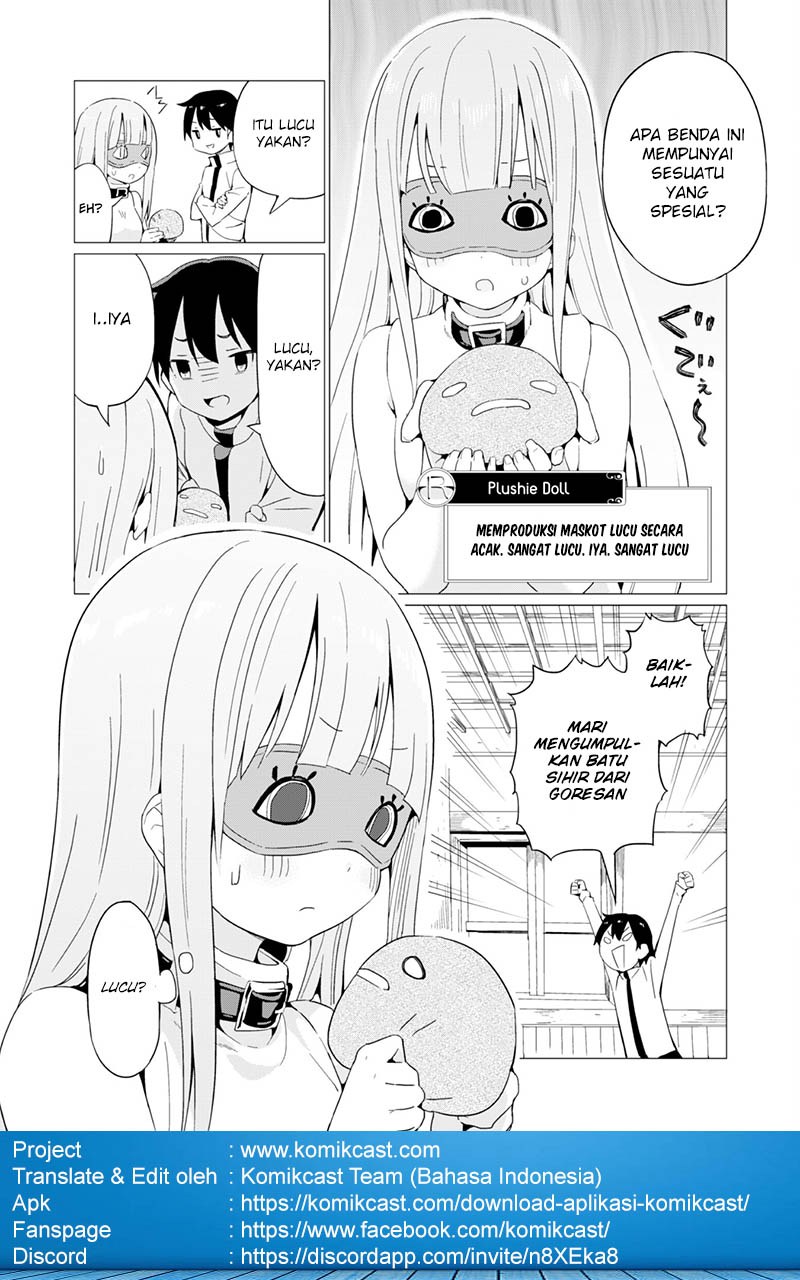 APA BENDA INI
MEMPUNYAI
SESUATU
YANG
SPESIAL?
ぐ
でぇ〜
R
Plushie Doll
MEMPRODUKSI MASKOT LUCU SECARA
ACAK. SANGAT LUCU. IYA. SANGAT LUCU
ITU LUCU
YAKAN?
EH?
LUCU,
YAKAN?
I..IYA
BAIK-
LAH!
MARI
MENGUMPUL-
KAN BATU
SIHIR DARI
GORESAN
LUCU?
Project : www.komikcast.com
Translate & Edit oleh : Komikcast Team (Bahasa Indonesia)
Apk : https://komikcast.com/download-aplikasi-komikcast/
Fanspage : https://www.facebook.com/komikcast/
Discord : https://discordapp.com/invite/n8XEka8